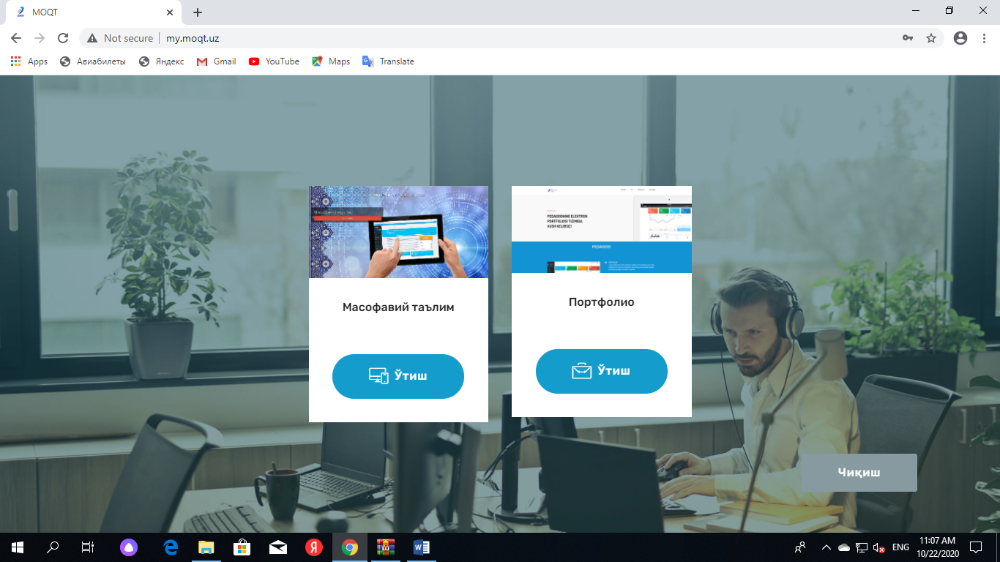 MOQT
Not secure my.moqt.uz
Apps Авиабилеты Яндекс Gmail YouTube Maps Translate
PEDAGOGNING ELEKTRON
PORTFOLIOSI TIZIMIGA
XUSH KELIBSIZ!
PEDAGOG
Масофавий таълим
Портфолио
Ўтиш
Ўтиш
Чиқиш
ENG
11:07 AM
10/22/2020